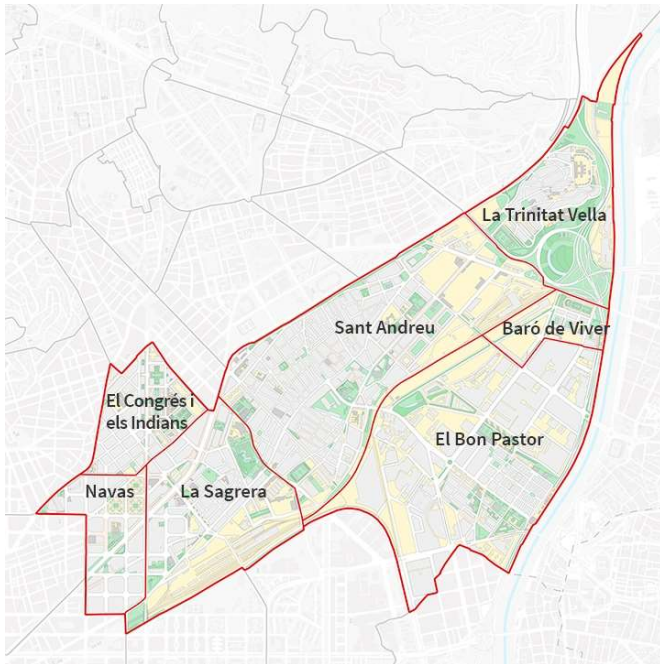 La Trinitat Vella
Sant Andreu
Baró de Viver
El Congrés i
els Indians
El Bon Pastor
Navas
La Sagrera